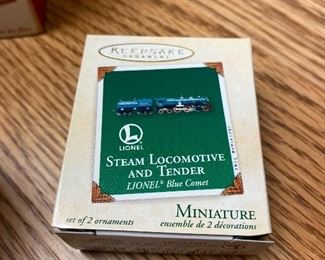 KEEPSAKE
ORNAMENT
LIONEL
STEAM LOCOMOTIVE
AND TENDER
LIONEL® Blue Comet
set of 2 ornaments
MINIATURE
ensemble de 2 décorations